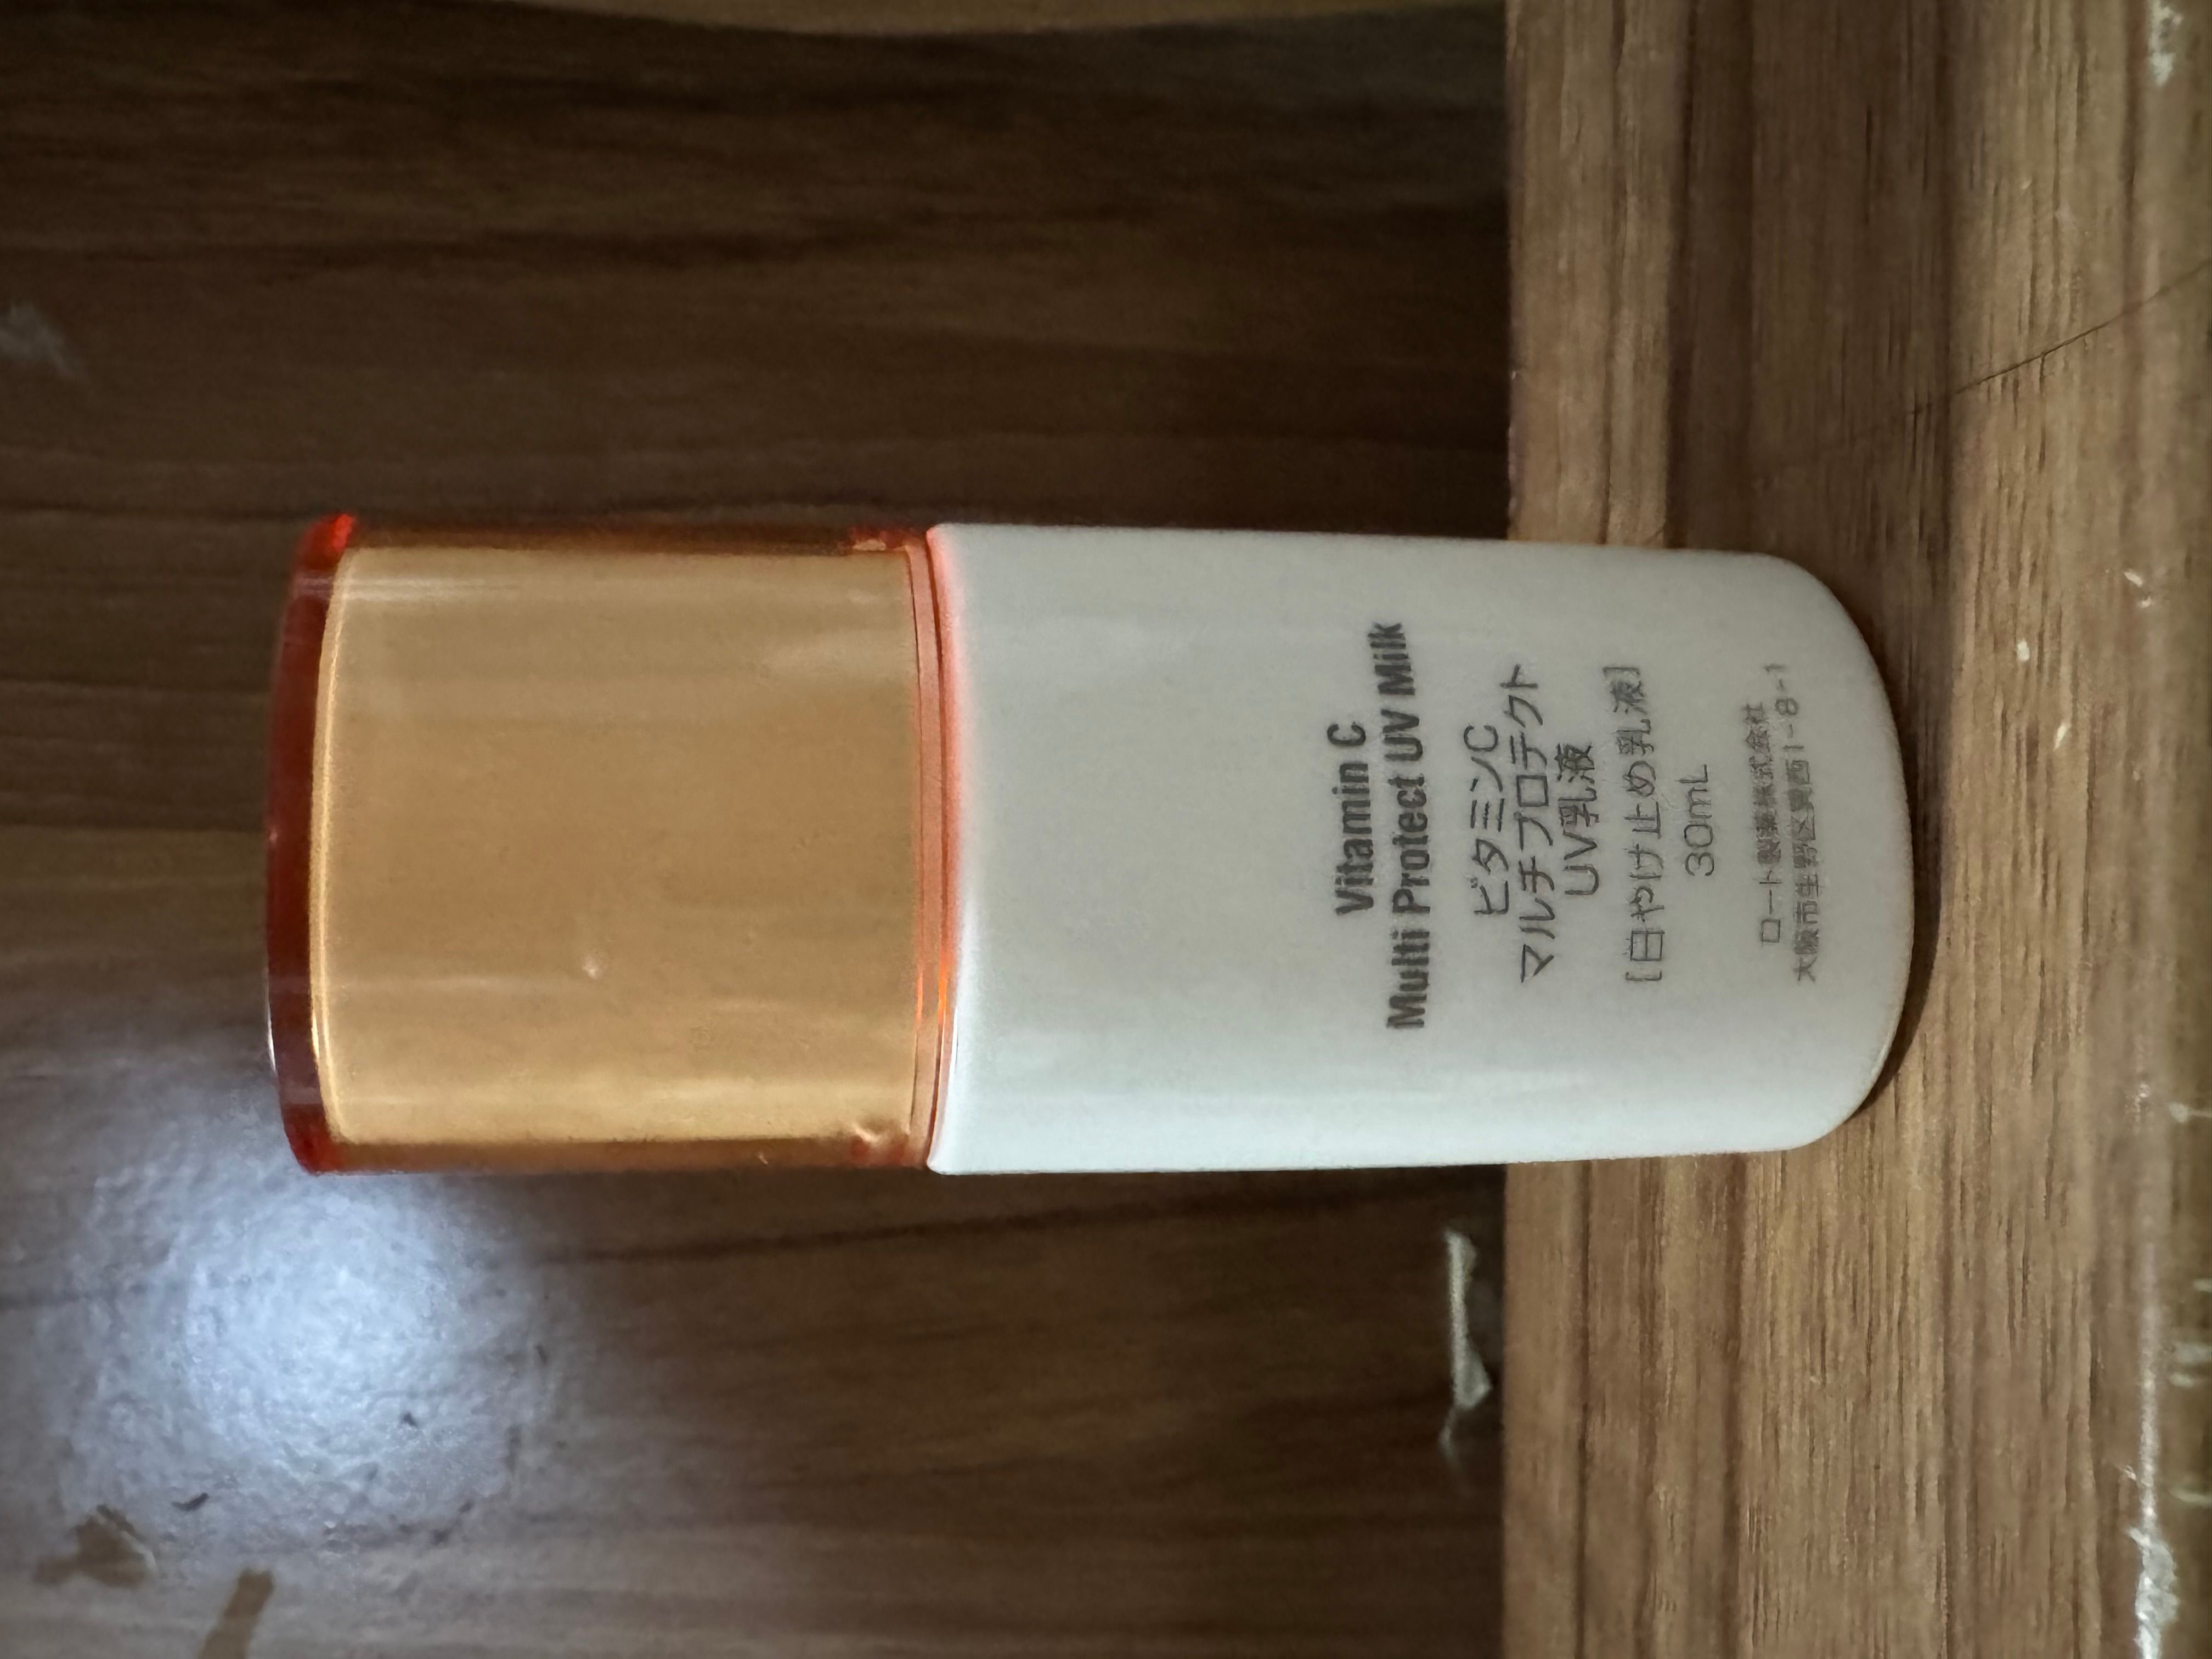 Vitamin C
Multi Protect UV Milk
ビタミンC
マルチプロテクト
UV乳液
[日やけ止め乳液]
30mL
ロート製薬株式会社
大阪市生野区巽西1-8-1